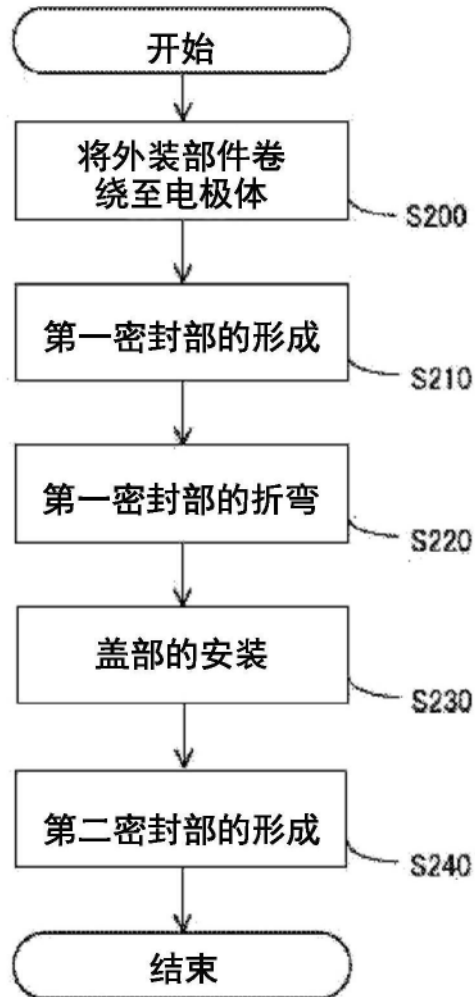 开始
将外装部件卷
绕至电极体
S200
第一密封部的形成
S210
第一密封部的折弯
S220
盖部的安装
S230
第二密封部的形成
S240
结束